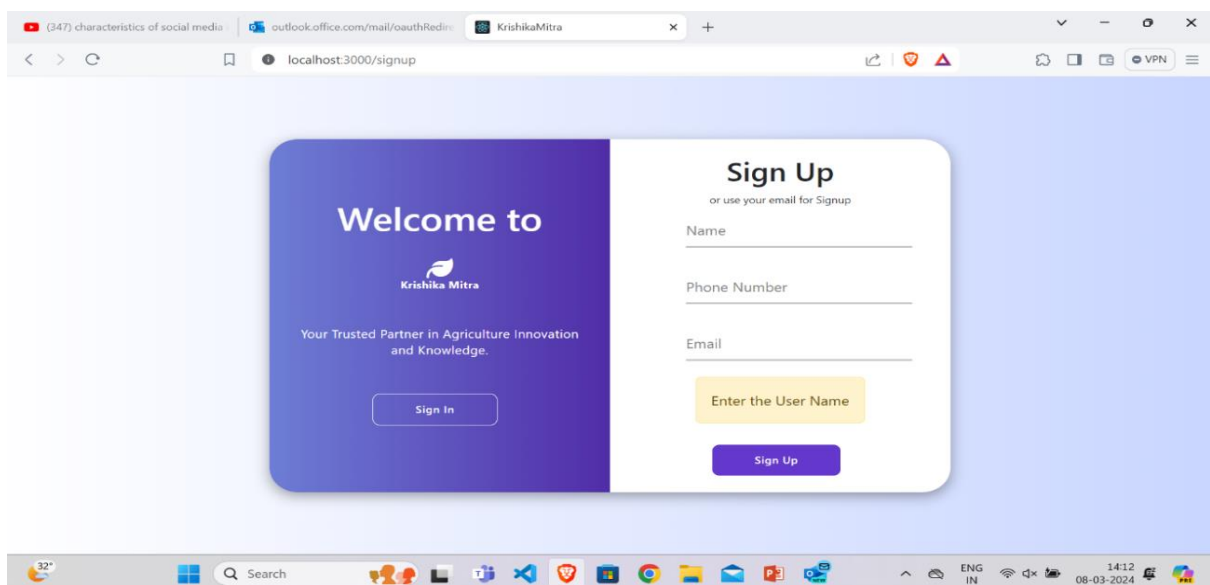 (347) characteristics of social media
outlook.office.com/mail/oauthRedire
KrishikaMitra
localhost:3000/signup
VPN
Welcome to
Krishika Mitra
Your Trusted Partner in Agriculture Innovation
and Knowledge.
Sign In
Sign Up
or use your email for Signup
Name
Phone Number
Email
Enter the User Name
Sign Up
32°
Search
ENG
IN
14:12
08-03-2024